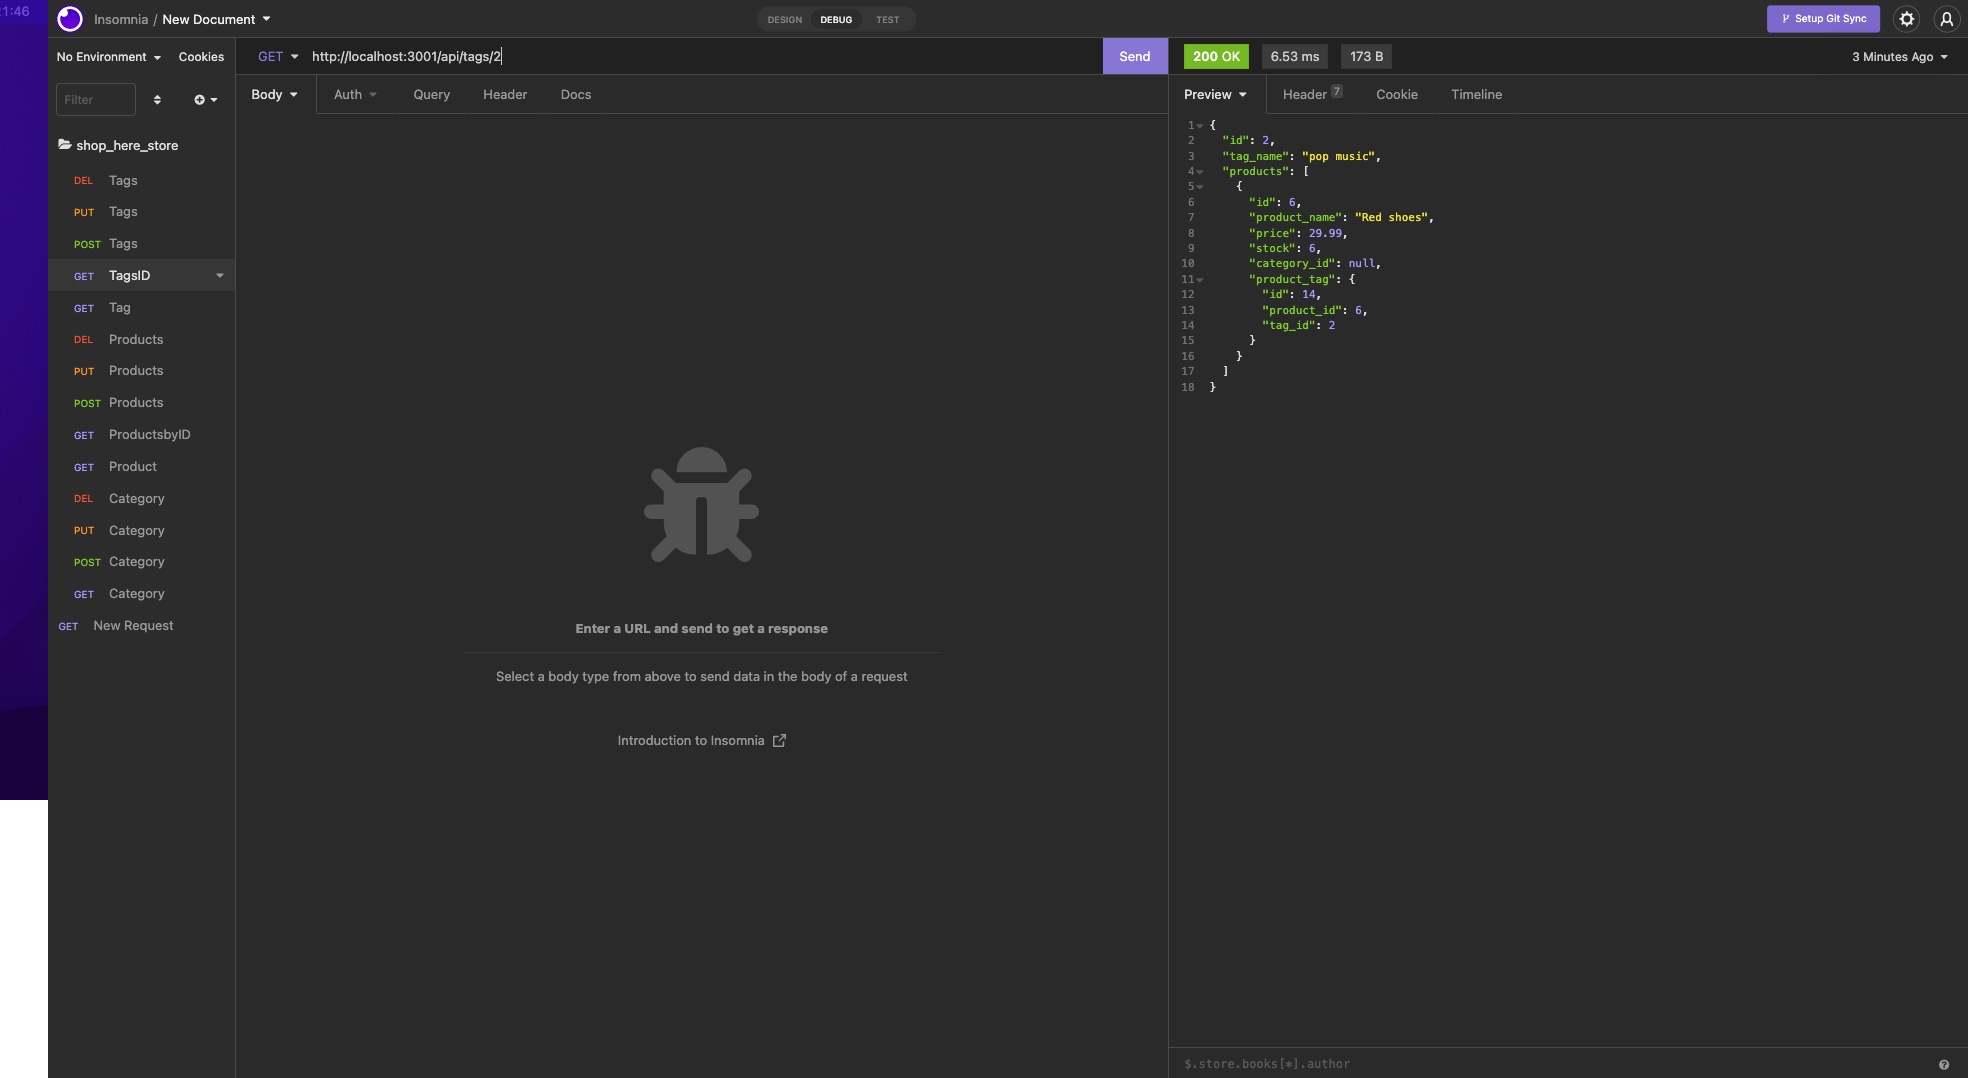 1:46
Insomnia / New Document
DESIGN DEBUG TEST
Setup Git Sync
No Environment Cookies
GET http://localhost:3001/api/tags/2 Send
200 OK 6.53 ms 173 B 3 Minutes Ago
Filter
Body Auth Query Header Docs
Preview Header 7 Cookie Timeline
shop_here_store
DEL Tags
PUT Tags
POST Tags
GET TagsID
GET Tag
DEL Products
PUT Products
POST Products
GET ProductsbyID
GET Product
DEL Category
PUT Category
POST Category
GET Category
GET New Request
Enter a URL and send to get a response
Select a body type from above to send data in the body of a request
Introduction to Insomnia
1 {
2 "id": 2,
3 "tag_name": "pop music",
4 "products": [
5 {
6 "id": 6,
7 "product_name": "Red shoes",
8 "price": 29.99,
9 "stock": 6,
10 "category_id": null,
11 "product_tag": {
12 "id": 14,
13 "product_id": 6,
14 "tag_id": 2
15 }
16 }
17 ]
18 }
$.store.books[*].author